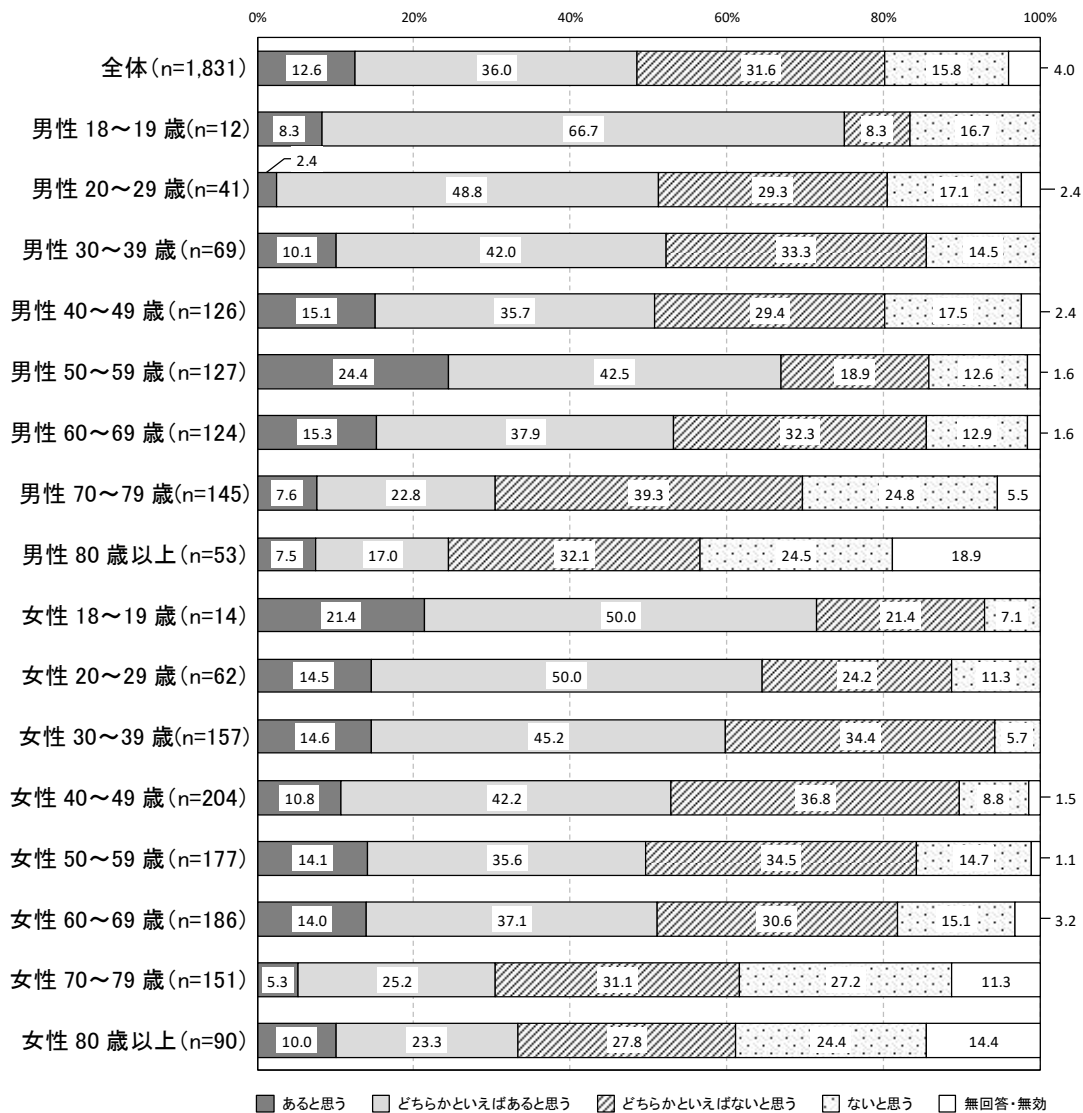 0% 20% 40% 60% 80% 100%
全体(n=1,831) 12.6 36.0 31.6 15.8 4.0
男性 18～19 歳(n=12) 8.3 66.7 8.3 16.7
男性 20～29 歳(n=41) 2.4 48.8 29.3 17.1 2.4
男性 30～39 歳(n=69) 10.1 42.0 33.3 14.5
男性 40～49 歳(n=126) 15.1 35.7 29.4 17.5 2.4
男性 50～59 歳(n=127) 24.4 42.5 18.9 12.6 1.6
男性 60～69 歳(n=124) 15.3 37.9 32.3 12.9 1.6
男性 70～79 歳(n=145) 7.6 22.8 39.3 24.8 5.5
男性 80 歳以上(n=53) 7.5 17.0 32.1 24.5 18.9
女性 18～19 歳(n=14) 21.4 50.0 21.4 7.1
女性 20～29 歳(n=62) 14.5 50.0 24.2 11.3
女性 30～39 歳(n=157) 14.6 45.2 34.4 5.7
女性 40～49 歳(n=204) 10.8 42.2 36.8 8.8 1.5
女性 50～59 歳(n=177) 14.1 35.6 34.5 14.7 1.1
女性 60～69 歳(n=186) 14.0 37.1 30.6 15.1 3.2
女性 70～79 歳(n=151) 5.3 25.2 31.1 27.2 11.3
女性 80 歳以上(n=90) 10.0 23.3 27.8 24.4 14.4
あると思う どちらかといえばあると思う どちらかといえばないと思う ないと思う 無回答・無効